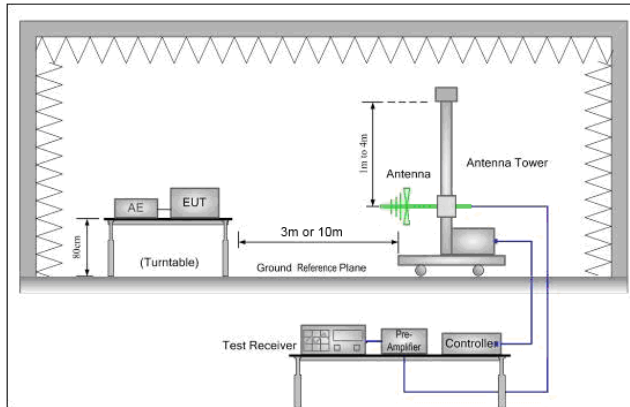 1m to 4m
Antenna
Antenna Tower
AE
EUT
3m or 10m
80cm
(Turntable)
Ground Reference Plane
Test Receiver
Pre-
Amplifier
Controller